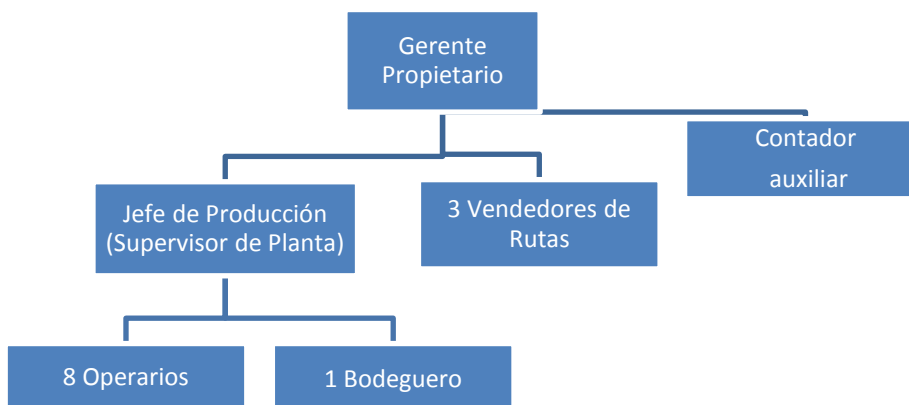 Gerente
Propietario
Contador
auxiliar
Jefe de Producción
(Supervisor de Planta)
3 Vendedores de
Rutas
8 Operarios
1 Bodeguero